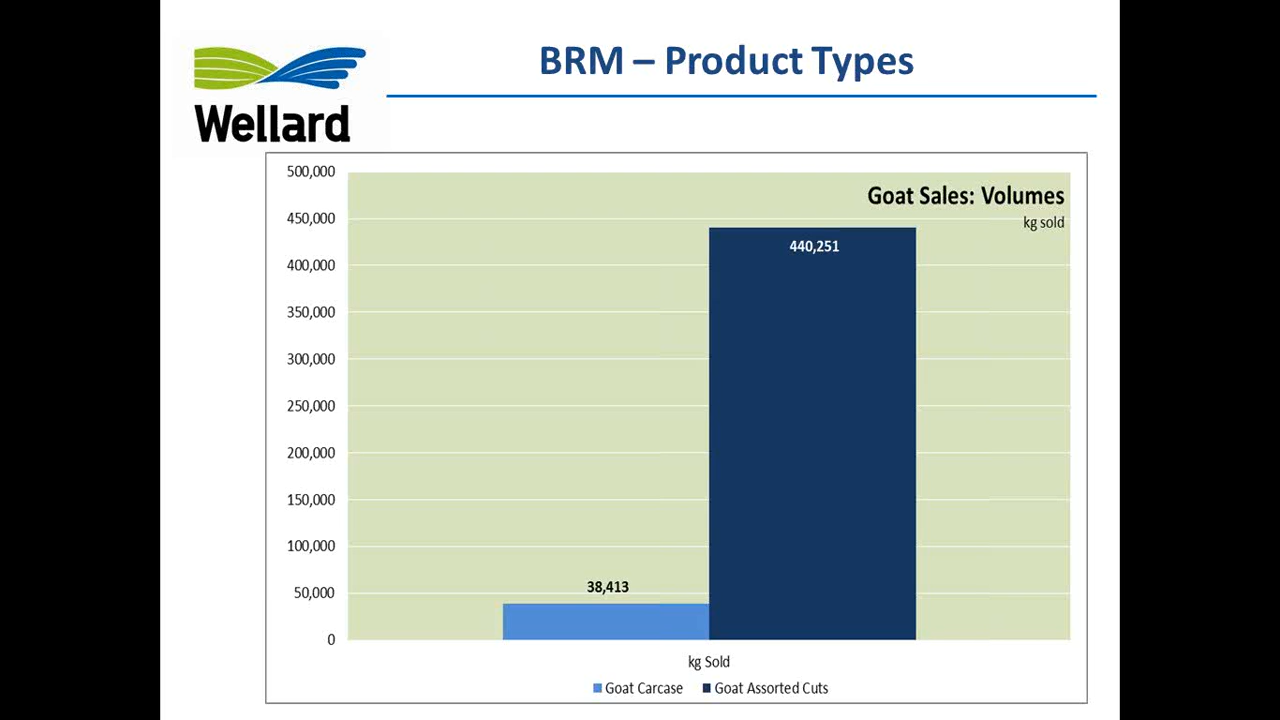 BRM – Product Types
Wellard
Goat Sales: Volumes
kg sold
500,000
450,000
400,000
350,000
300,000
250,000
200,000
150,000
100,000
50,000
0
440,251
38,413
kg Sold
Goat Carcase Goat Assorted Cuts